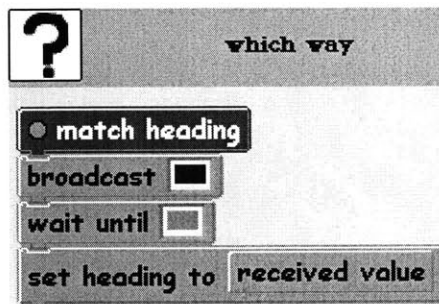 ?
which way
match heading
broadcast
wait until
set heading to received value